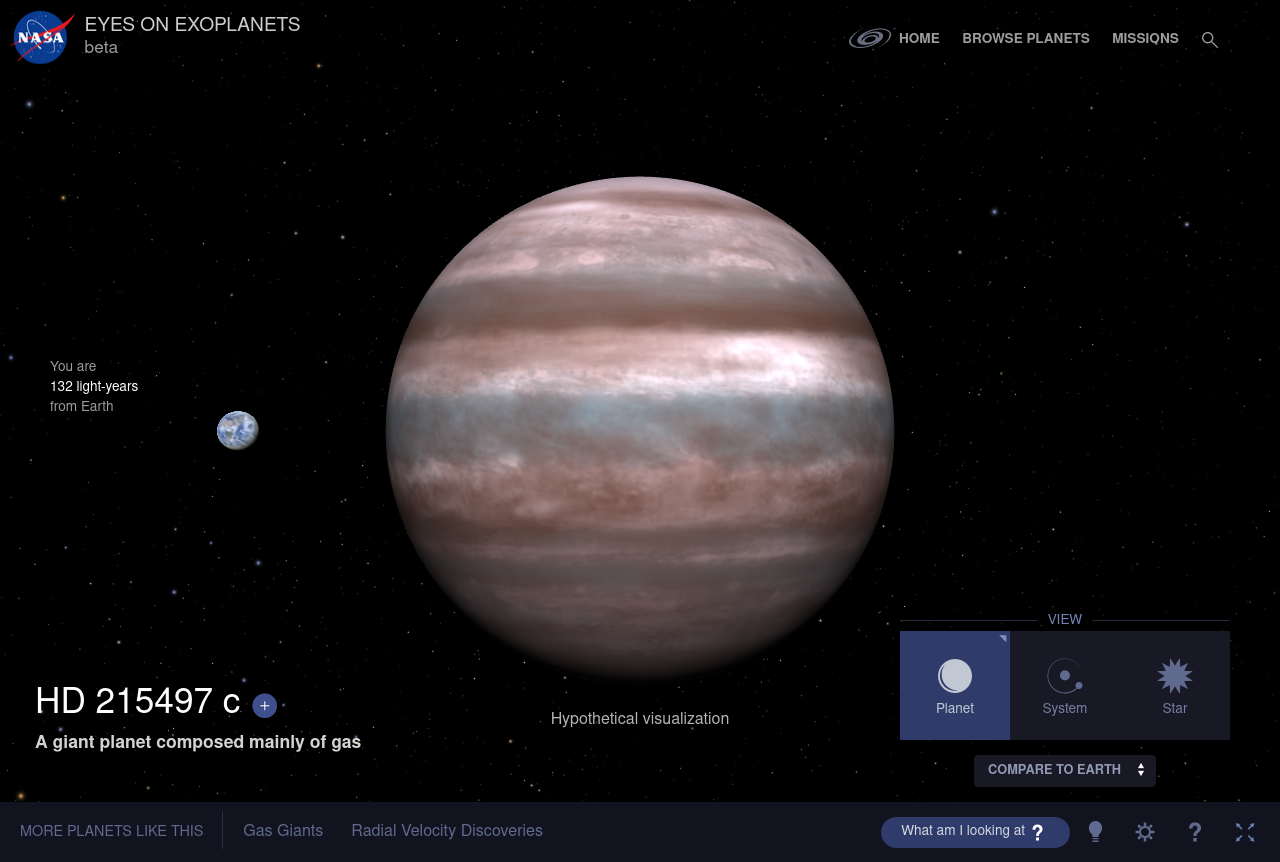 NASA
EYES ON EXOPLANETS
beta
HOME
BROWSE PLANETS
MISSIONS
You are
132 light-years
from Earth
HD 215497 c +
A giant planet composed mainly of gas
Hypothetical visualization
VIEW
Planet
System
Star
COMPARE TO EARTH
MORE PLANETS LIKE THIS
Gas Giants
Radial Velocity Discoveries
What am I looking at ?
?